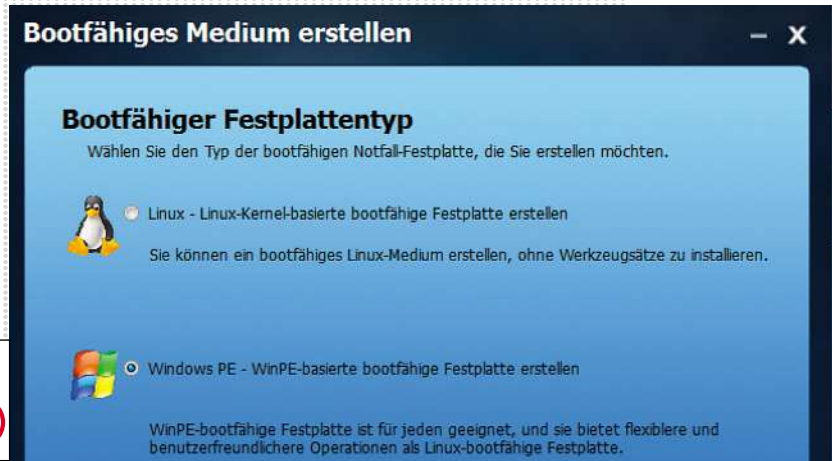 Bootfähiges Medium erstellen
Bootfähiger Festplattentyp
Wählen Sie den Typ der bootfähigen Notfall-Festplatte, die Sie erstellen möchten.
Linux - Linux-Kernel-basierte bootfähige Festplatte erstellen
Sie können ein bootfähiges Linux-Medium erstellen, ohne Werkzeugsätze zu installieren.
Windows PE - WinPE-basierte bootfähige Festplatte erstellen
WinPE-bootfähige Festplatte ist für jeden geeignet, und sie bietet flexiblere und
benutzerfreundlichere Operationen als Linux-bootfähige Festplatte.